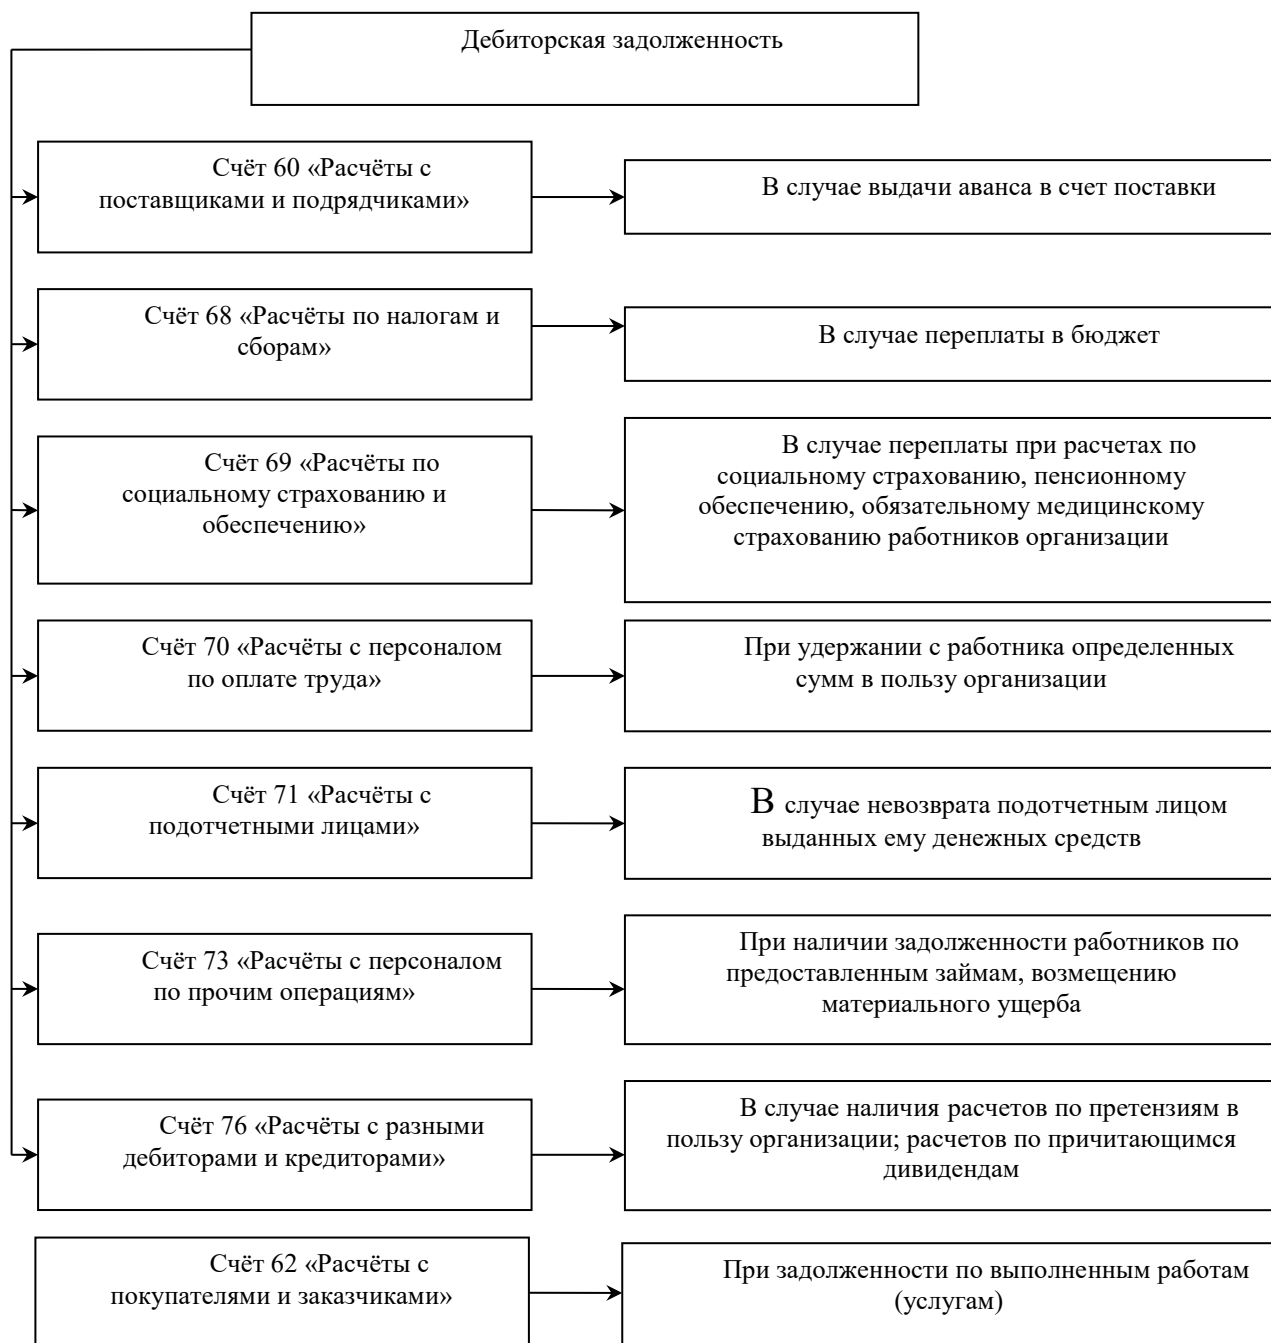 Дебиторская задолженность
Счёт 60 «Расчёты с
поставщиками и подрядчиками»
В случае выдачи аванса в счет поставки
Счёт 68 «Расчёты по налогам и
сборам»
В случае переплаты в бюджет
Счёт 69 «Расчёты по
социальному страхованию и
обеспечению»
В случае переплаты при расчетах по
социальному страхованию, пенсионному
обеспечению, обязательному медицинскому
страхованию работников организации
Счёт 70 «Расчёты с персоналом
по оплате труда»
При удержании с работника определенных
сумм в пользу организации
Счёт 71 «Расчёты с
подотчетными лицами»
В случае невозврата подотчетным лицом
выданных ему денежных средств
Счёт 73 «Расчёты с персоналом
по прочим операциям»
При наличии задолженности работников по
предоставленным займам, возмещению
материального ущерба
Счёт 76 «Расчёты с разными
дебиторами и кредиторами»
В случае наличия расчетов по претензиям в
пользу организации; расчетов по причитающимся
дивидендам
Счёт 62 «Расчёты с
покупателями и заказчиками»
При задолженности по выполненным работам
(услугам)